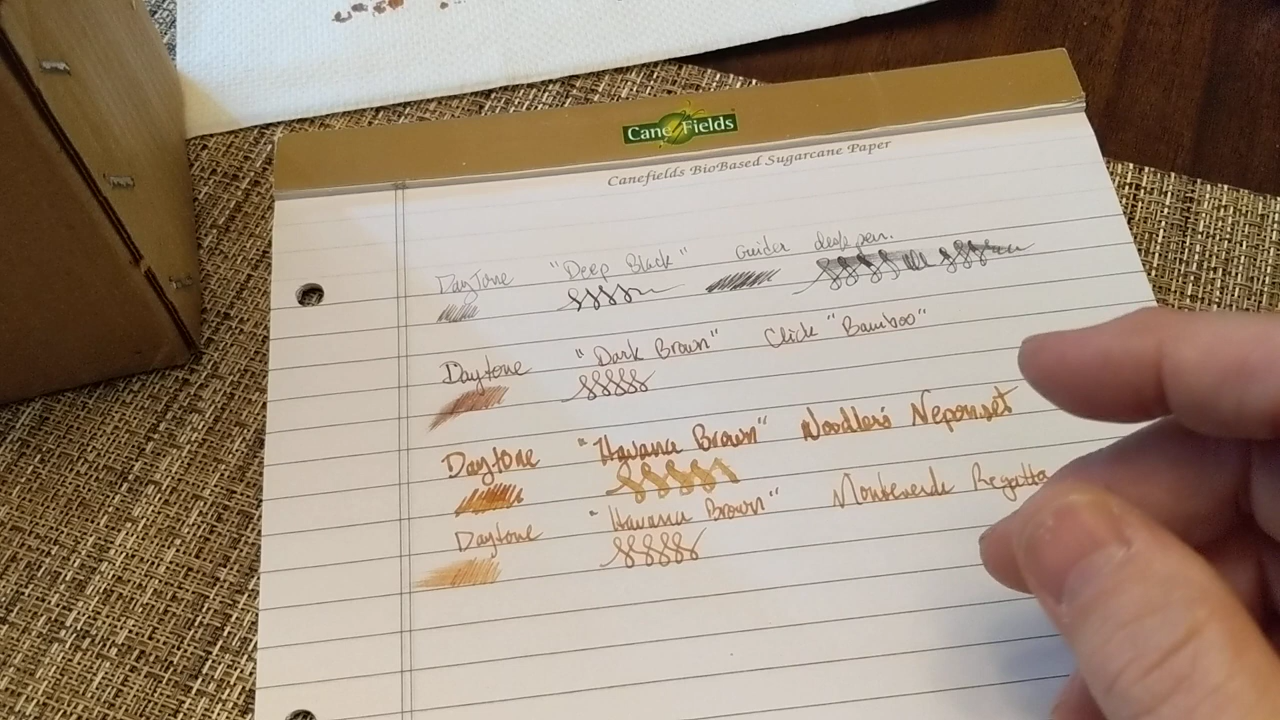 Cane Fields
Canefields BioBased Sugarcane Paper
DayTone "Deep Black" Guider desk pen.
Daytone "Dark Brown" Click "Bamboo"
Daytone "Havana Brown" Noodler's Neponset
Daytone "Havana Brown" Monteverde Regatta